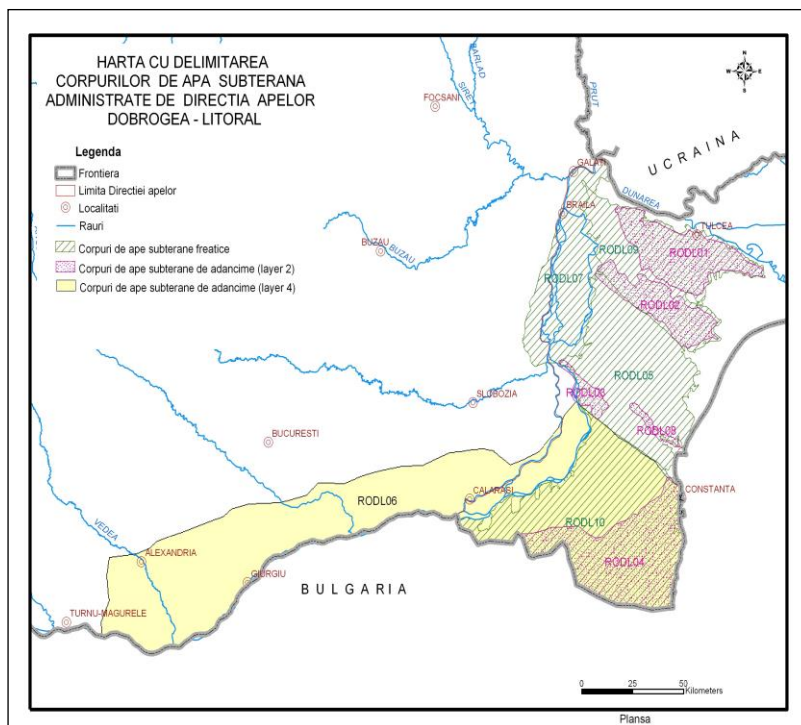 HARTA CU DELIMITAREA
CORPURILOR DE APA SUBTERANA
ADMINISTRATE DE DIRECTIA APELOR
DOBROGEA - LITORAL
Legenda
Frontiera
Limita Directiei apelor
Localitati
Rauri
Corpuri de ape subterane freatice
Corpuri de ape subterane de adancime (layer 2)
Corpuri de ape subterane de adancime (layer 4)
N
W E
S
BARLAD
SIRET
FOCSANI
PRUT
UCRAINA
GALATI
DUNAREA
BRAILA
TULCEA
BUZAU
BUZAU
RODL09
RODL01
RODL07
RODL02
RODL05
SLOBOZIA
RODL03
RODL08
BUCURESTI
CALARASI
CONSTANTA
RODL06
RODL10
VEDEA
ALEXANDRIA
RODL04
GIURGIU
BULGARIA
TURNU-MAGURELE
0 25 50
Kilometers
Plansa